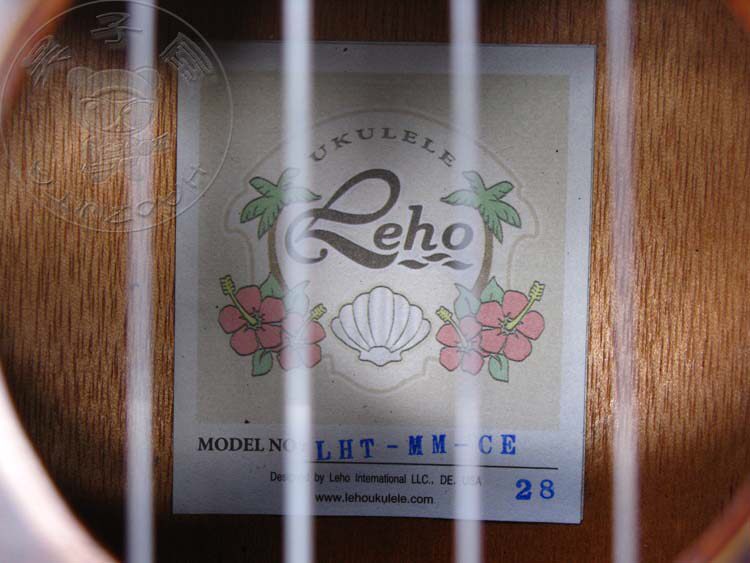 UKULELE
Leho
MODEL NO: LHT-MM-CE
Designed by Leho International LLC., DE, USA
28
www.lehoukulele.com